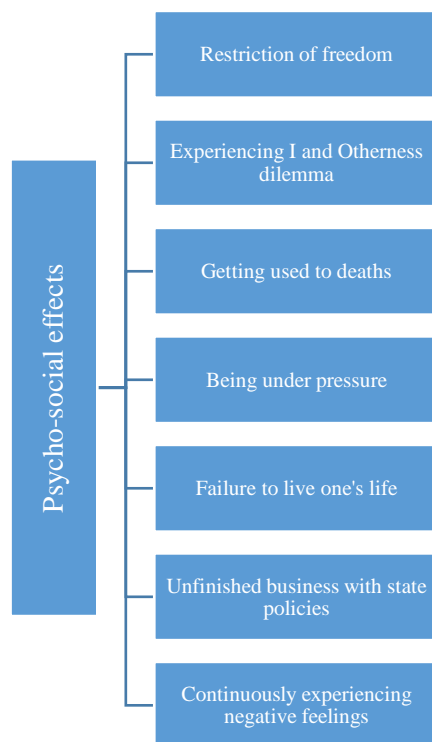 Psycho-social effects
Restriction of freedom
Experiencing I and Otherness
dilemma
Getting used to deaths
Being under pressure
Failure to live one's life
Unfinished business with state
policies
Continuously experiencing
negative feelings